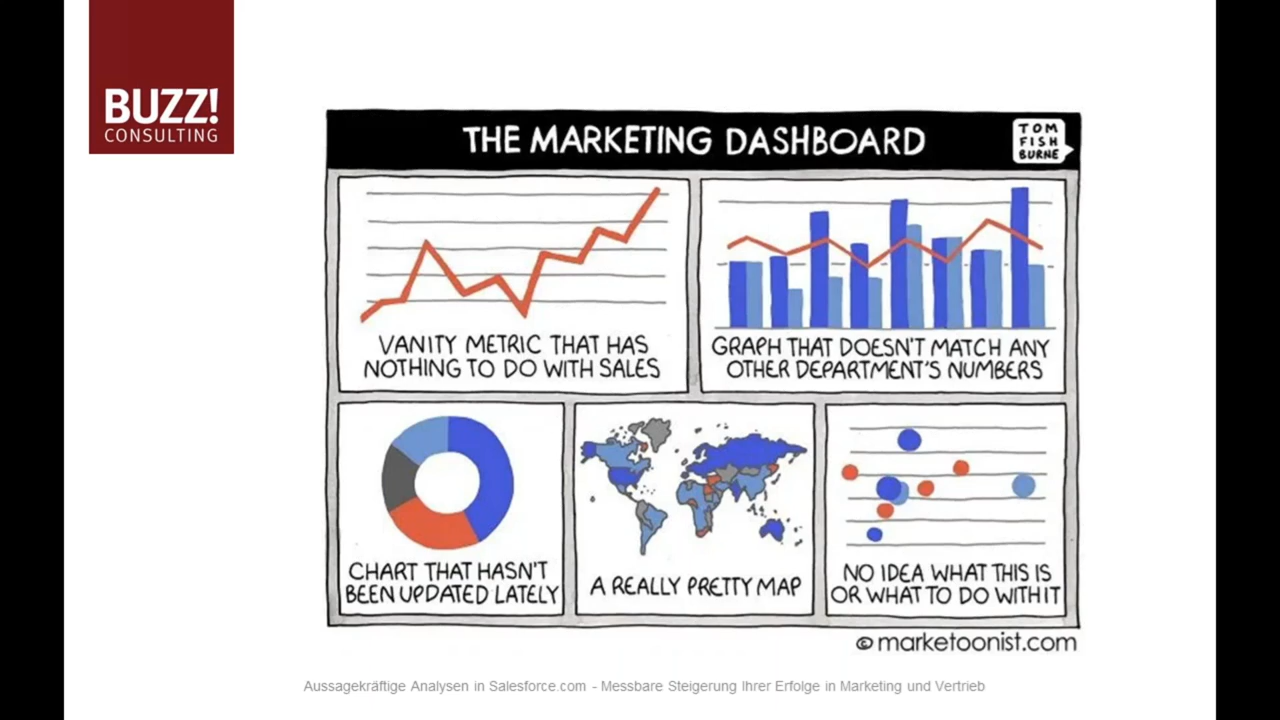 BUZZ!
CONSULTING
THE MARKETING DASHBOARD
TOM
FISH
BURNE
VANITY METRIC THAT HAS
NOTHING TO DO WITH SALES
GRAPH THAT DOESN'T MATCH ANY
OTHER DEPARTMENT'S NUMBERS
CHART THAT HASN'T
BEEN UPDATED LATELY
A REALLY PRETTY MAP
NO IDEA WHAT THIS IS
OR WHAT TO DO WITH IT
© marketoonist.com
Aussagekräftige Analysen in Salesforce.com - Messbare Steigerung Ihrer Erfolge in Marketing und Vertrieb